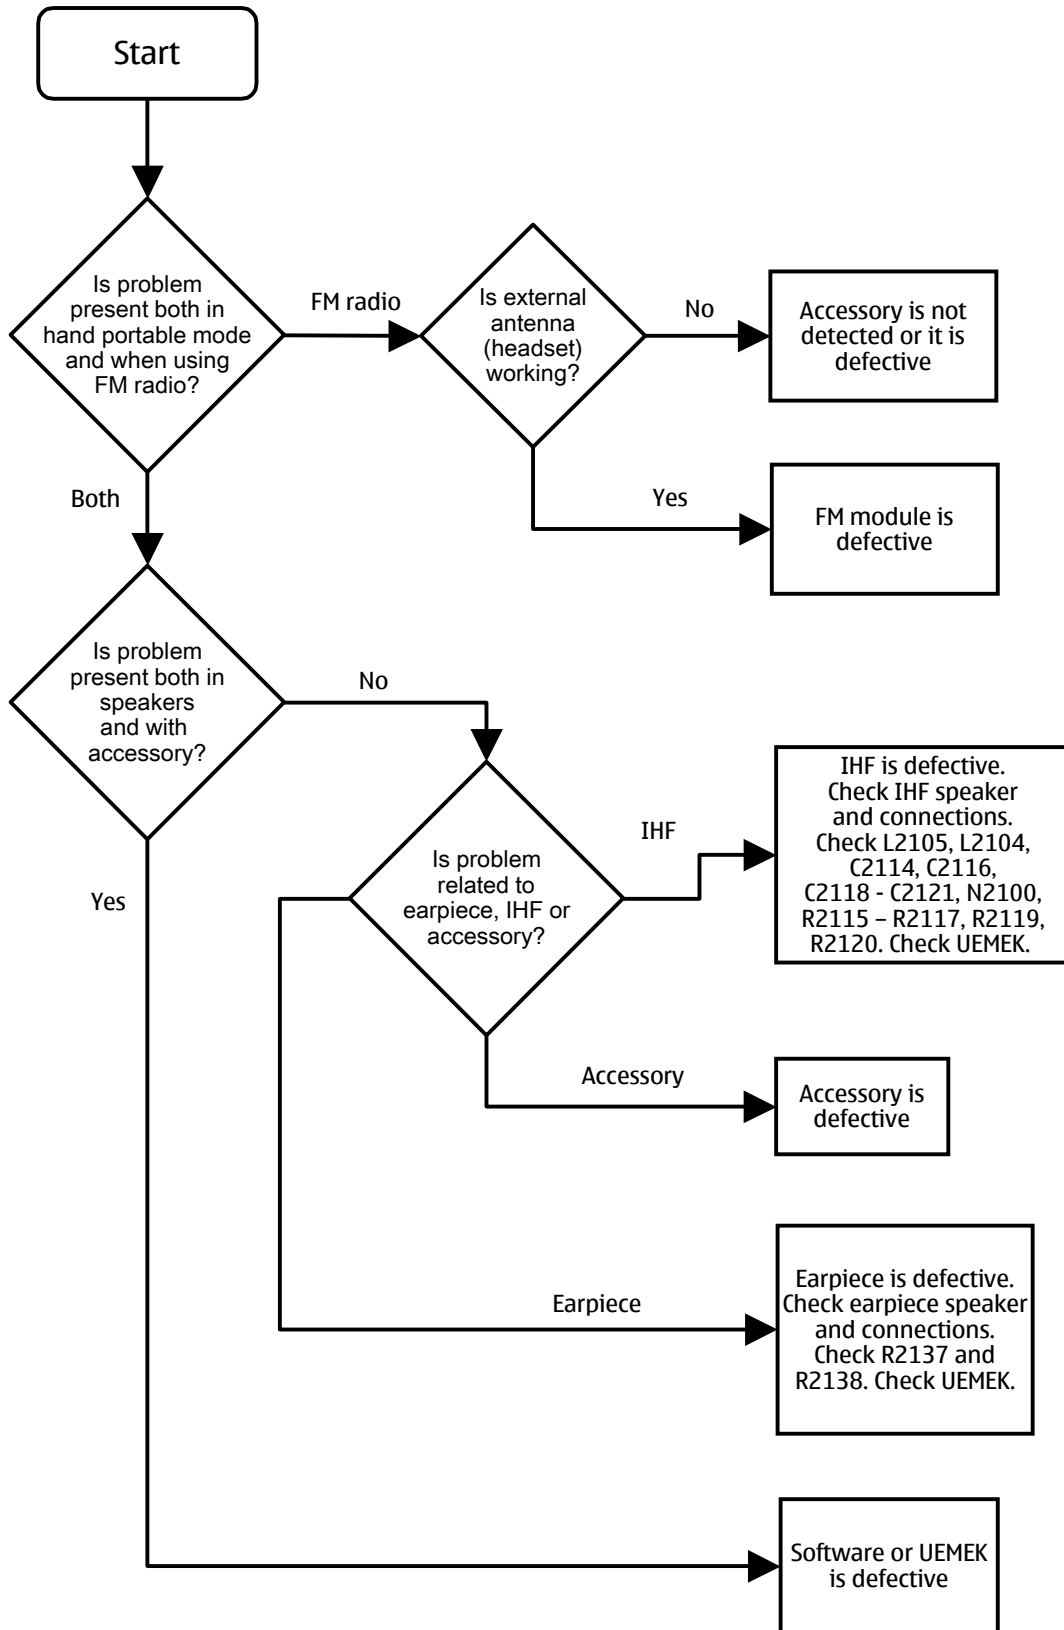 Start
Is problem
present both in
hand portable mode
and when using
FM radio?
FM radio
Is external
antenna
(headset)
working?
No
Accessory is not
detected or it is
defective
Yes
FM module is
defective
Both
Is problem
present both in
speakers
and with
accessory?
No
Is problem
related to
earpiece, IHF or
accessory?
IHF
IHF is defective.
Check IHF speaker
and connections.
Check L2105, L2104,
C2114, C2116,
C2118 - C2121, N2100,
R2115 – R2117, R2119,
R2120. Check UEMEK.
Yes
Accessory
Accessory is
defective
Earpiece
Earpiece is defective.
Check earpiece speaker
and connections.
Check R2137 and
R2138. Check UEMEK.
Software or UEMEK
is defective